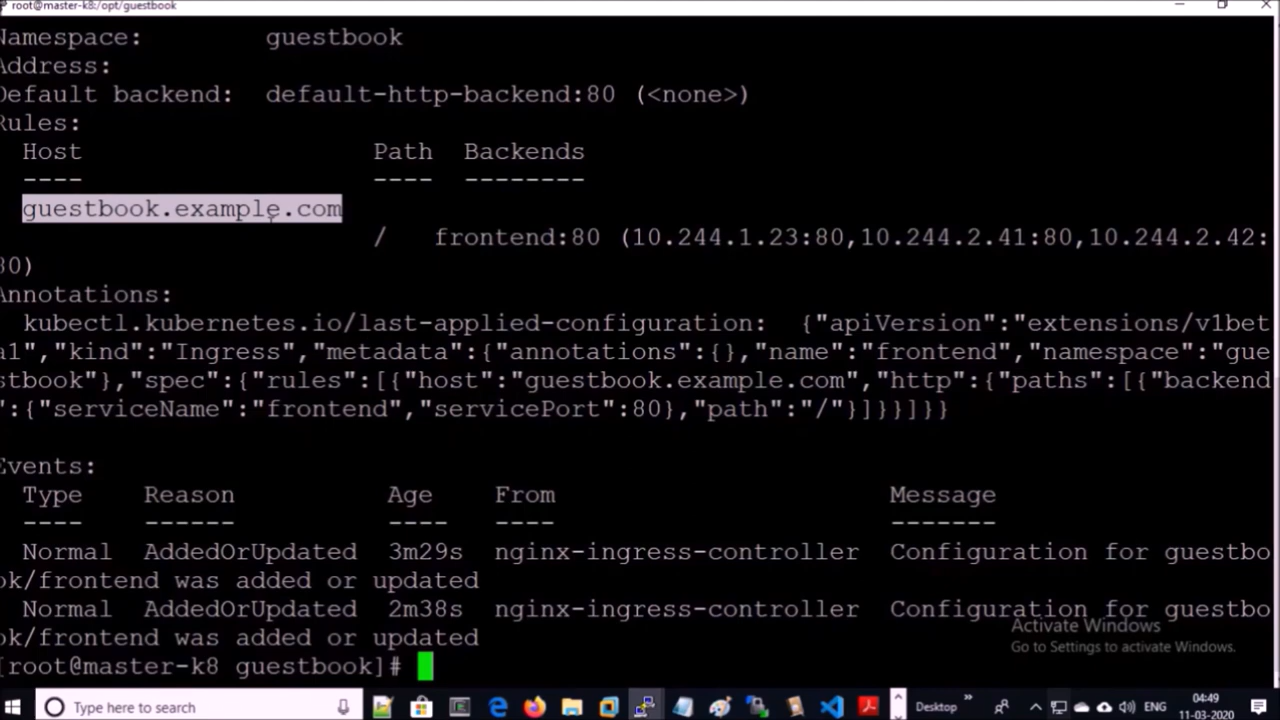 root@master-k8:/opt/guestbook
Namespace: guestbook
Address:
Default backend: default-http-backend:80 (<none>)
Rules:
Host Path Backends
---- ---- --------
guestbook.example.com
/ frontend:80 (10.244.1.23:80,10.244.2.41:80,10.244.2.42:
80)
Annotations:
kubectl.kubernetes.io/last-applied-configuration: {"apiVersion":"extensions/v1bet
a1","kind":"Ingress","metadata":{"annotations":{},"name":"frontend","namespace":"gue
stbook"},"spec":{"rules":[{"host":"guestbook.example.com","http":{"paths":[{"backend
":{"serviceName":"frontend","servicePort":80},"path":"/"}]}}]}}
Events:
Type Reason Age From Message
---- ------ ---- ---- -------
Normal AddedOrUpdated 3m29s nginx-ingress-controller Configuration for guestbo
ok/frontend was added or updated
Normal AddedOrUpdated 2m38s nginx-ingress-controller Configuration for guestbo
ok/frontend was added or updated
Activate Windows
Go to Settings to activate Windows.
[root@master-k8 guestbook]#
Type here to search
Desktop
ENG
04:49
11-03-2020